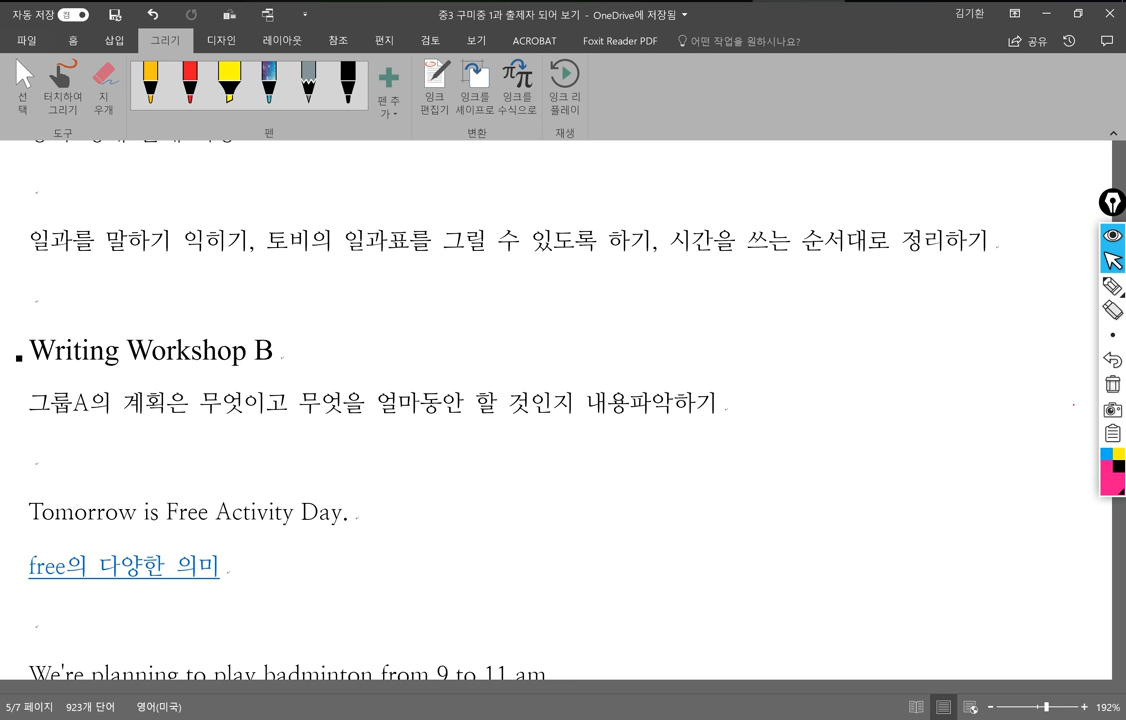 자동 저장 켬 중3 구미중 1과 출제자 되어 보기 - OneDrive에 저장됨 김기환
파일 홈 삽입 그리기 디자인 레이아웃 참조 편지 검토 보기 ACROBAT Foxit Reader PDF 어떤 작업을 원하시나요? 공유
선택 터치하여 그리기 지우개 펜 추가 잉크 편집기 잉크를 셰이프로 잉크를 수식으로 잉크 리플레이
도구 펜 변환 재생
일과를 말하기 익히기, 토비의 일과표를 그릴 수 있도록 하기, 시간을 쓰는 순서대로 정리하기
Writing Workshop B
그룹A의 계획은 무엇이고 무엇을 얼마동안 할 것인지 내용파악하기
Tomorrow is Free Activity Day.
free의 다양한 의미
We're planning to play badminton from 9 to 11 am
5/7 페이지 923개 단어 영어(미국) 192%